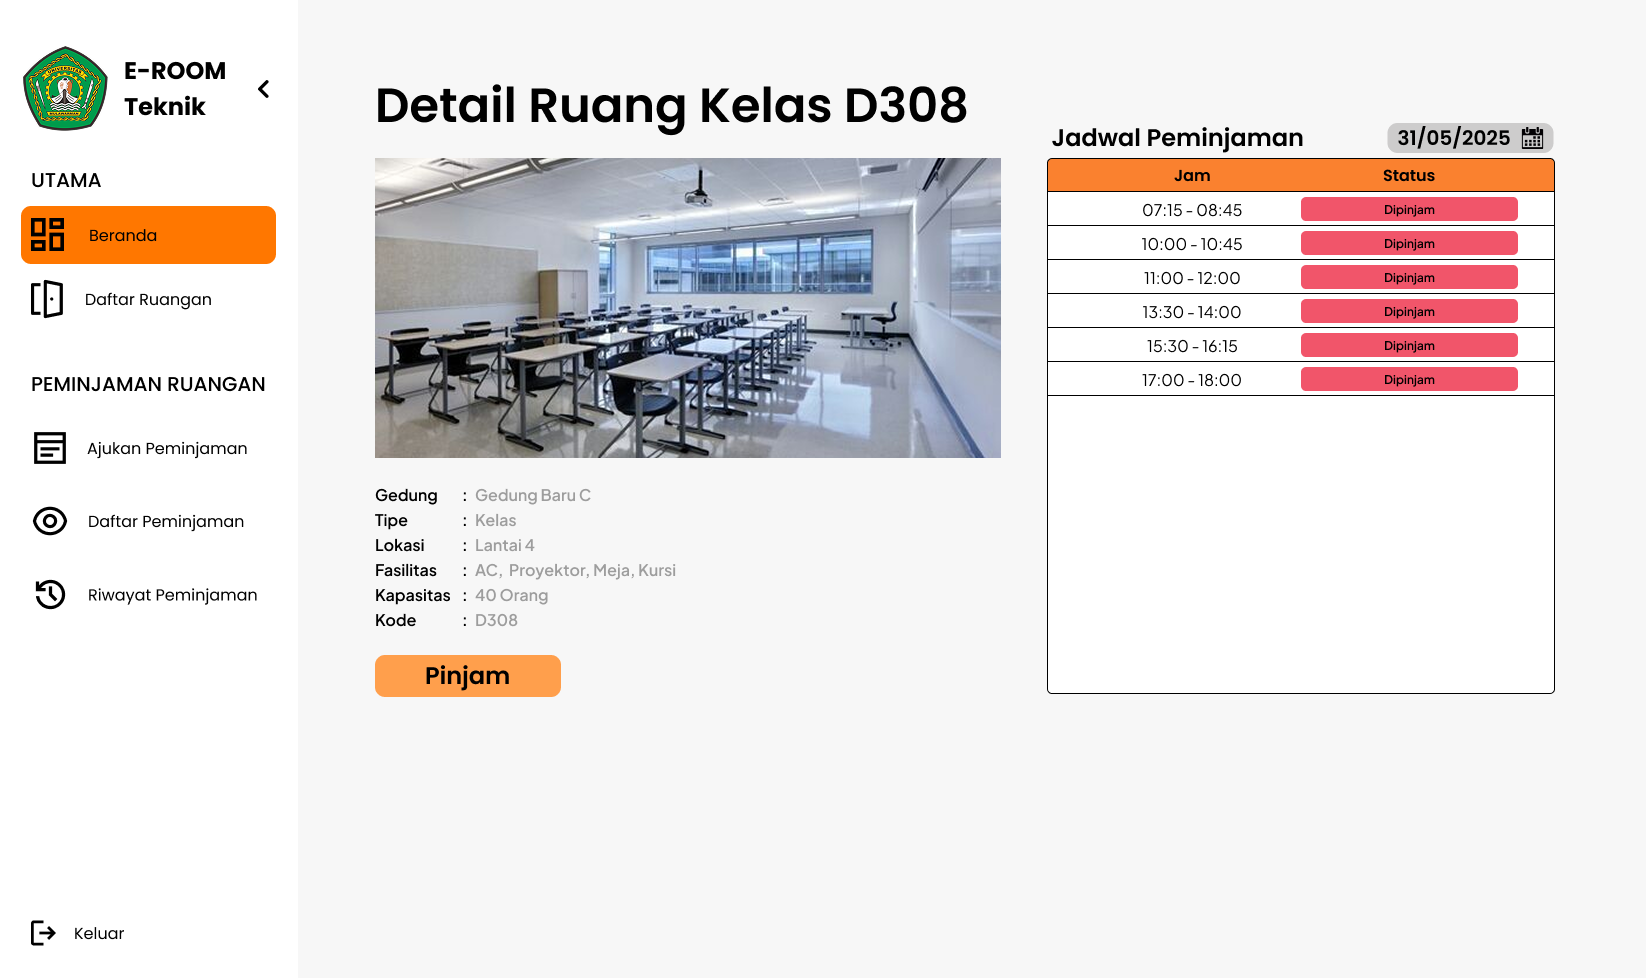 E-ROOM
Teknik
UTAMA
Beranda
Daftar Ruangan
PEMINJAMAN RUANGAN
Ajukan Peminjaman
Daftar Peminjaman
Riwayat Peminjaman
Keluar
Detail Ruang Kelas D308
Gedung : Gedung Baru C
Tipe : Kelas
Lokasi : Lantai 4
Fasilitas : AC, Proyektor, Meja, Kursi
Kapasitas : 40 Orang
Kode : D308
Pinjam
Jadwal Peminjaman 31/05/2025
Jam Status
07:15 - 08:45 Dipinjam
10:00 - 10:45 Dipinjam
11:00 - 12:00 Dipinjam
13:30 - 14:00 Dipinjam
15:30 - 16:15 Dipinjam
17:00 - 18:00 Dipinjam